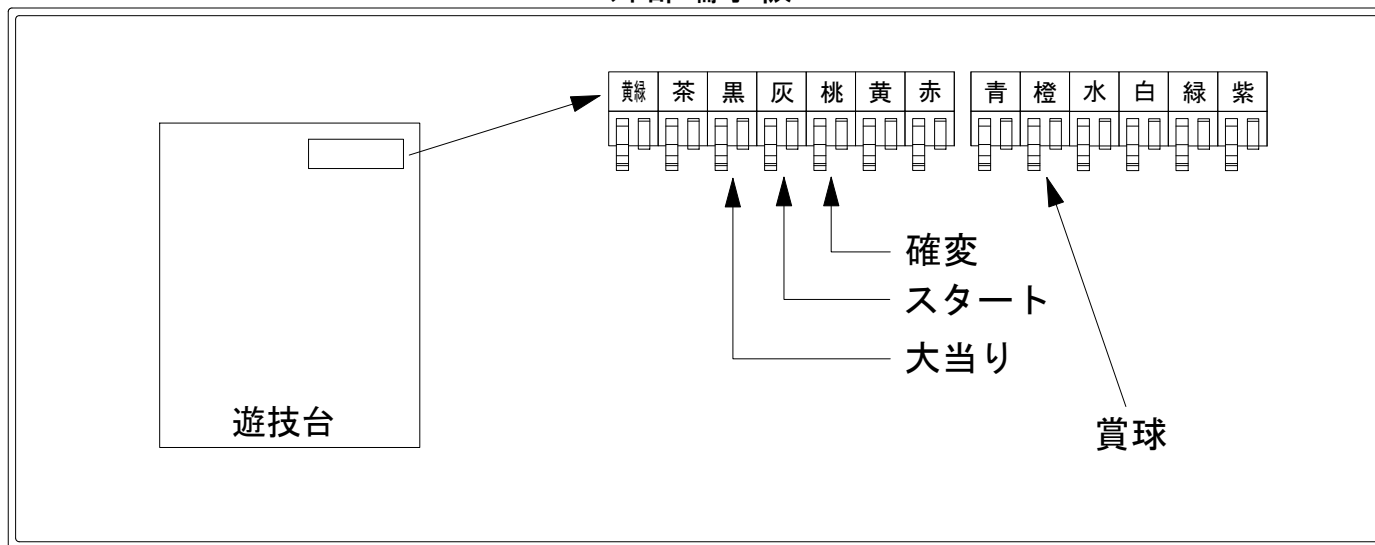 黄緑 茶 黒 灰 桃 黄 赤 青 橙 水 白 緑 紫
確変
スタート
大当り
遊技台
賞球